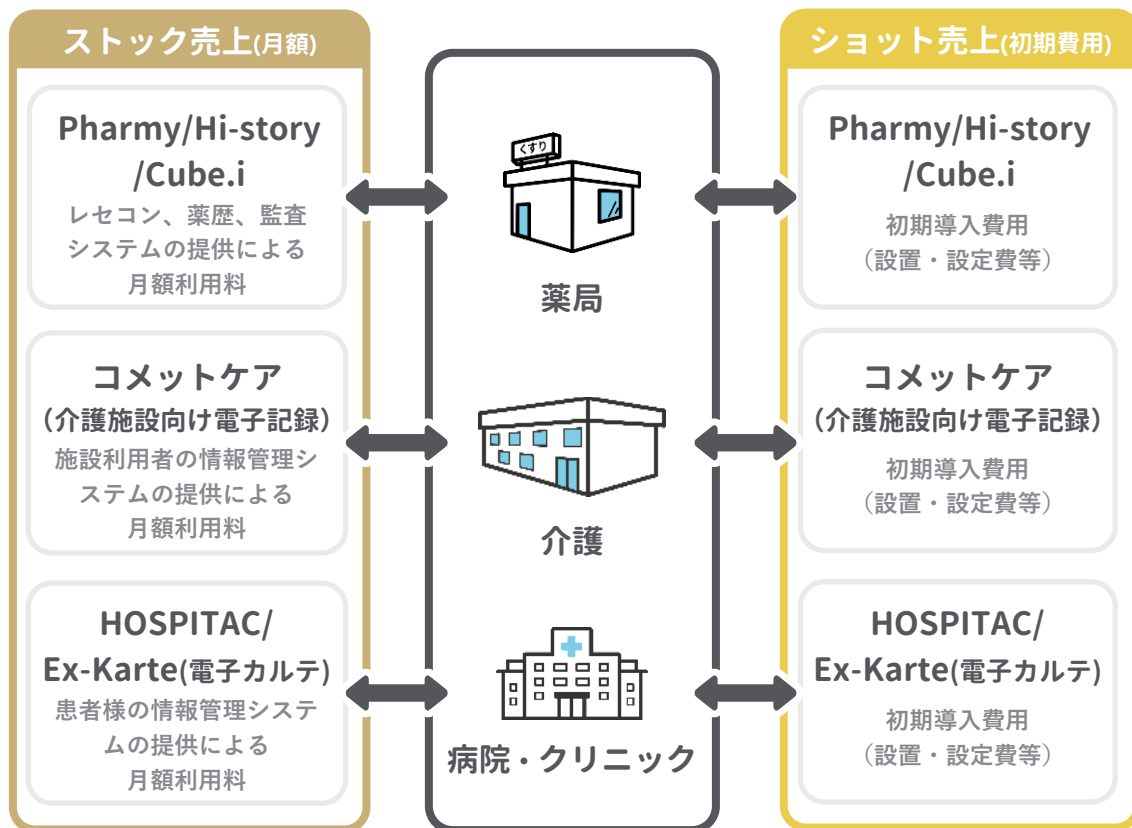 ストック売上(月額)
Pharmy/Hi-story
/Cube.i
レセコン、薬歴、監査
システムの提供による
月額利用料
コメットケア
(介護施設向け電子記録)
施設利用者の情報管理シ
ステムの提供による
月額利用料
HOSPITAC/
Ex-Karte(電子カルテ)
患者様の情報管理システ
ムの提供による
月額利用料
くすり
薬局
介護
病院・クリニック
ショット売上(初期費用)
Pharmy/Hi-story
/Cube.i
初期導入費用
（設置・設定費等）
コメットケア
(介護施設向け電子記録)
初期導入費用
（設置・設定費等）
HOSPITAC/
Ex-Karte(電子カルテ)
初期導入費用
（設置・設定費等）